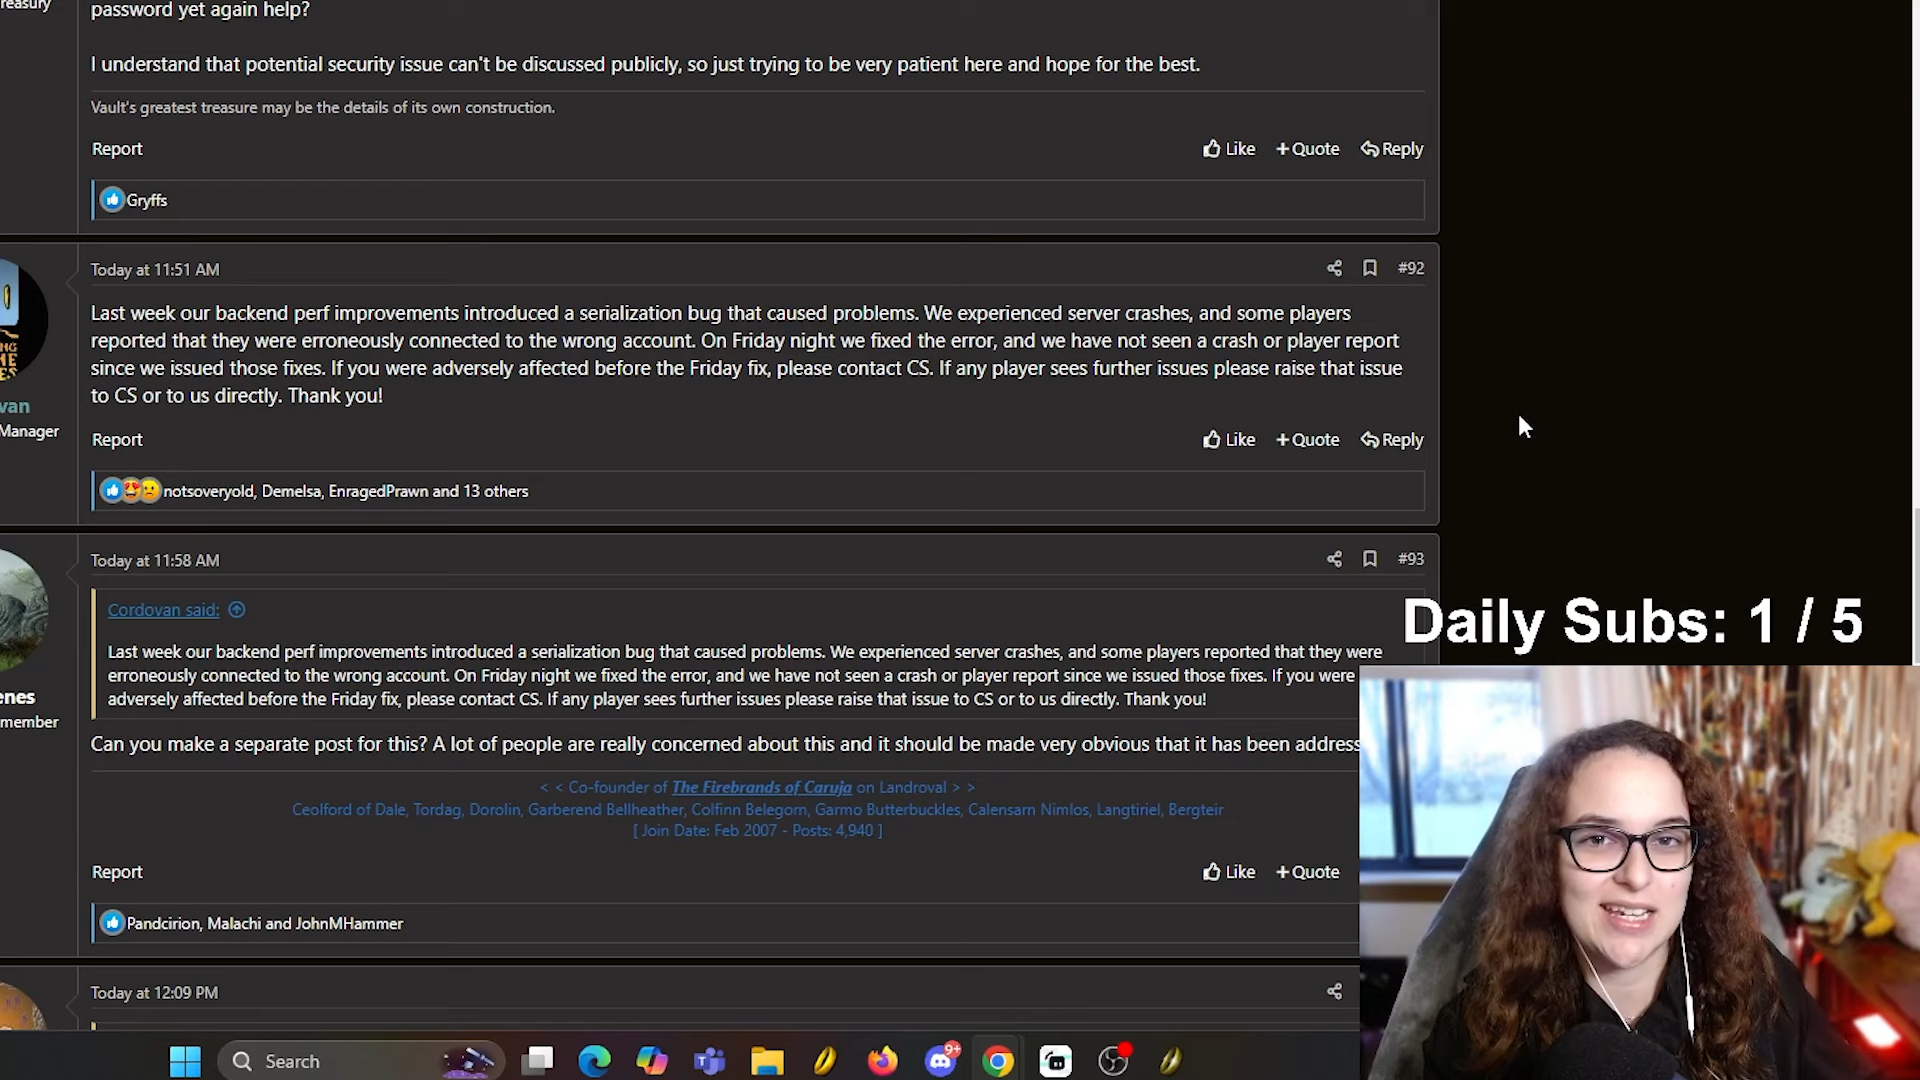 reasury
password yet again help?
I understand that potential security issue can't be discussed publicly, so just trying to be very patient here and hope for the best.
Vault's greatest treasure may be the details of its own construction.
Report
Like
+Quote
Reply
Gryffs
Today at 11:51 AM
#92
Last week our backend perf improvements introduced a serialization bug that caused problems. We experienced server crashes, and some players
reported that they were erroneously connected to the wrong account. On Friday night we fixed the error, and we have not seen a crash or player report
since we issued those fixes. If you were adversely affected before the Friday fix, please contact CS. If any player sees further issues please raise that issue
to CS or to us directly. Thank you!
van
Manager
Report
Like
+Quote
Reply
notsoveryold, Demelsa, EnragedPrawn and 13 others
Today at 11:58 AM
#93
Cordovan said:
Last week our backend perf improvements introduced a serialization bug that caused problems. We experienced server crashes, and some players reported that they were
erroneously connected to the wrong account. On Friday night we fixed the error, and we have not seen a crash or player report since we issued those fixes. If you were
adversely affected before the Friday fix, please contact CS. If any player sees further issues please raise that issue to CS or to us directly. Thank you!
enes
member
Can you make a separate post for this? A lot of people are really concerned about this and it should be made very obvious that it has been address
< < Co-founder of The Firebrands of Caruja on Landroval > >
Ceolford of Dale, Tordag, Dorolin, Garberend Bellheather, Colfinn Belegorn, Garmo Butterbuckles, Calensarn Nimlos, Langtiriel, Bergteir
[ Join Date: Feb 2007 - Posts: 4,940 ]
Report
Like
+Quote
Pandcirion, Malachi and JohnMHammer
Today at 12:09 PM
Daily Subs: 1 / 5
Search
9+